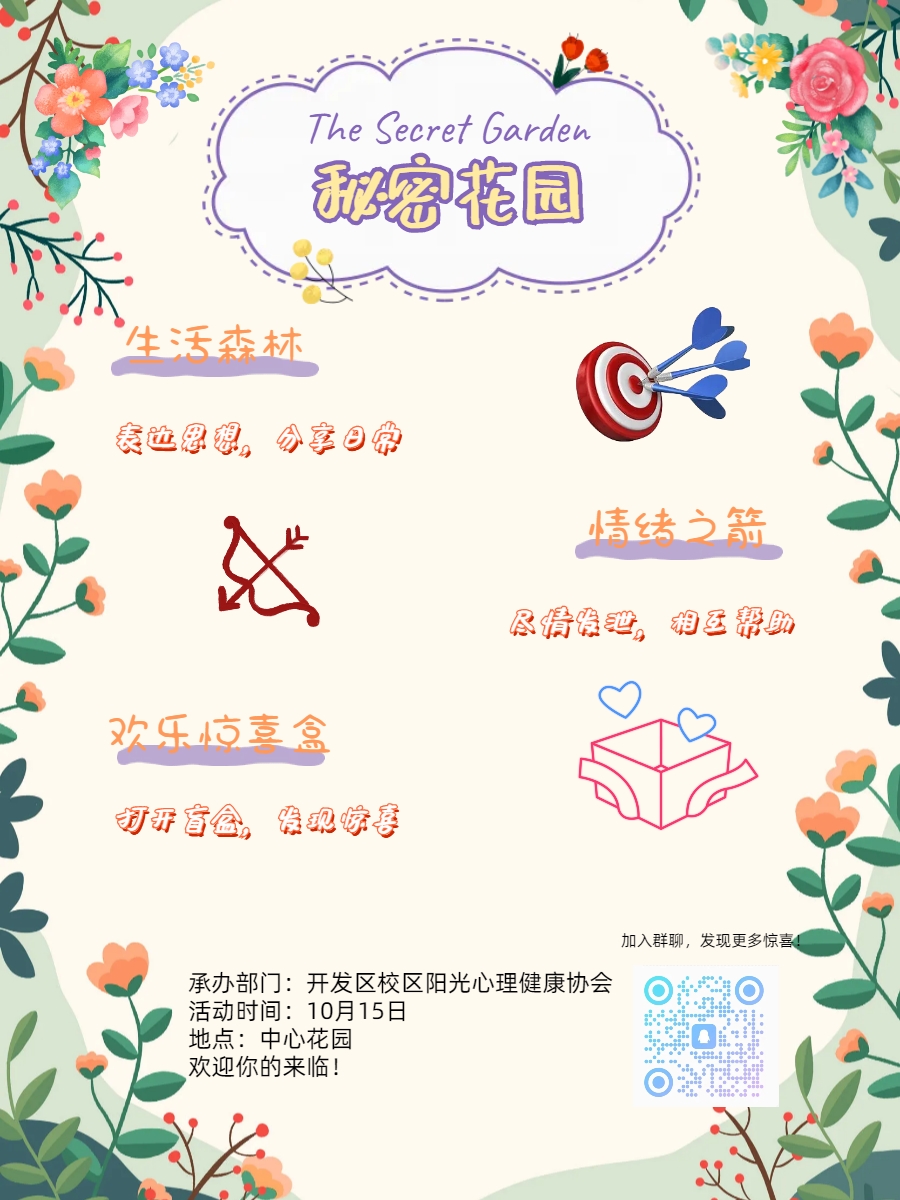 The Secret Garden
秘密花园
生活森林
表达思想，分享日常
情绪之箭
尽情发泄，相互帮助
欢乐惊喜盒
打开盲盒，发现惊喜
加入群聊，发现更多惊喜！
承办部门：开发区校区阳光心理健康协会
活动时间：10月15日
地点：中心花园
欢迎你的来临！